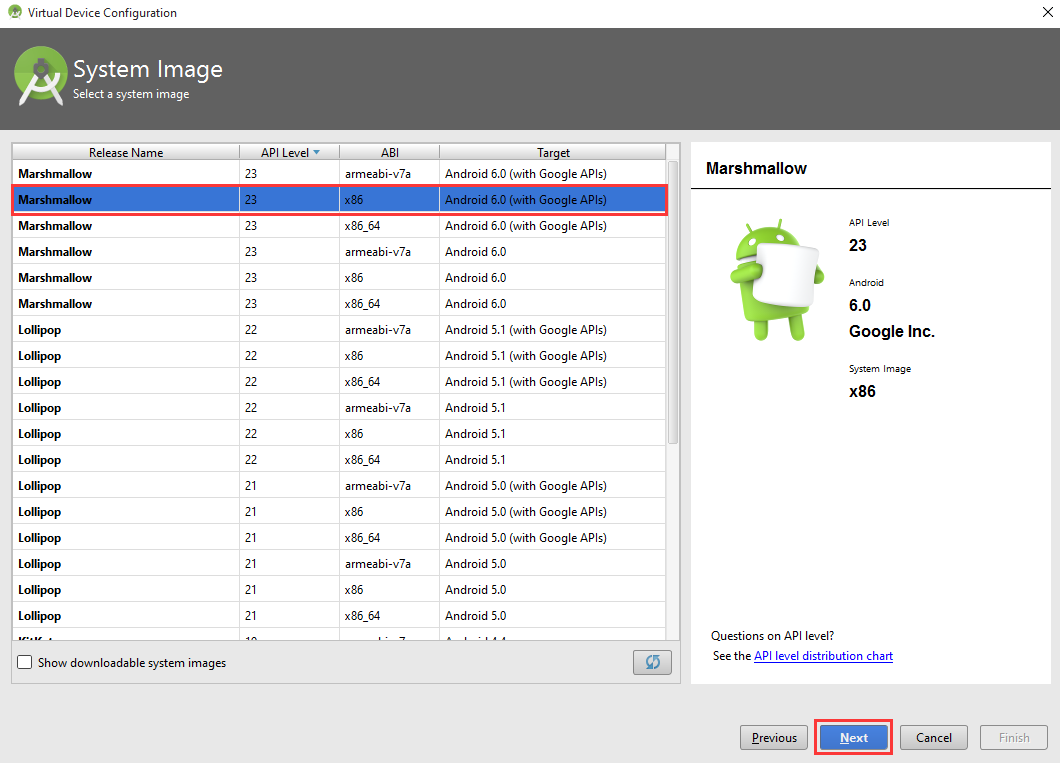 Virtual Device Configuration
System Image
Select a system image
Release Name API Level ABI Target
Marshmallow 23 armeabi-v7a Android 6.0 (with Google APIs)
Marshmallow 23 x86 Android 6.0 (with Google APIs)
Marshmallow 23 x86_64 Android 6.0 (with Google APIs)
Marshmallow 23 armeabi-v7a Android 6.0
Marshmallow 23 x86 Android 6.0
Marshmallow 23 x86_64 Android 6.0
Lollipop 22 armeabi-v7a Android 5.1 (with Google APIs)
Lollipop 22 x86 Android 5.1 (with Google APIs)
Lollipop 22 x86_64 Android 5.1 (with Google APIs)
Lollipop 22 armeabi-v7a Android 5.1
Lollipop 22 x86 Android 5.1
Lollipop 22 x86_64 Android 5.1
Lollipop 21 armeabi-v7a Android 5.0 (with Google APIs)
Lollipop 21 x86 Android 5.0 (with Google APIs)
Lollipop 21 x86_64 Android 5.0 (with Google APIs)
Lollipop 21 armeabi-v7a Android 5.0
Lollipop 21 x86 Android 5.0
Lollipop 21 x86_64 Android 5.0
Show downloadable system images
Marshmallow
API Level
23
Android
6.0
Google Inc.
System Image
x86
Questions on API level?
See the API level distribution chart
Previous Next Cancel Finish